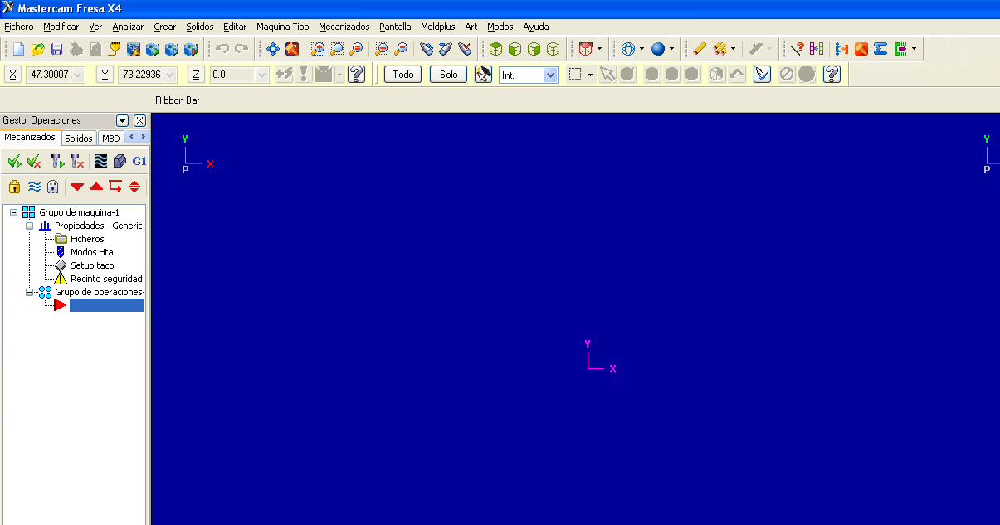 Mastercam Fresa X4
Fichero Modificar Ver Analizar Crear Solidos Editar Maquina Tipo Mecanizados Pantalla Moldplus Art Modos Ayuda
X -47.30007 Y -73.22936 Z 0.0 Todo Solo Int.
Ribbon Bar
Gestor Operaciones
Mecanizados Solidos MBD
G1
Grupo de maquina-1
Propiedades - Generic
Ficheros
Modos Hta.
Setup taco
Recinto seguridad
Grupo de operaciones-
Y
X
P
Y
P
Y
X